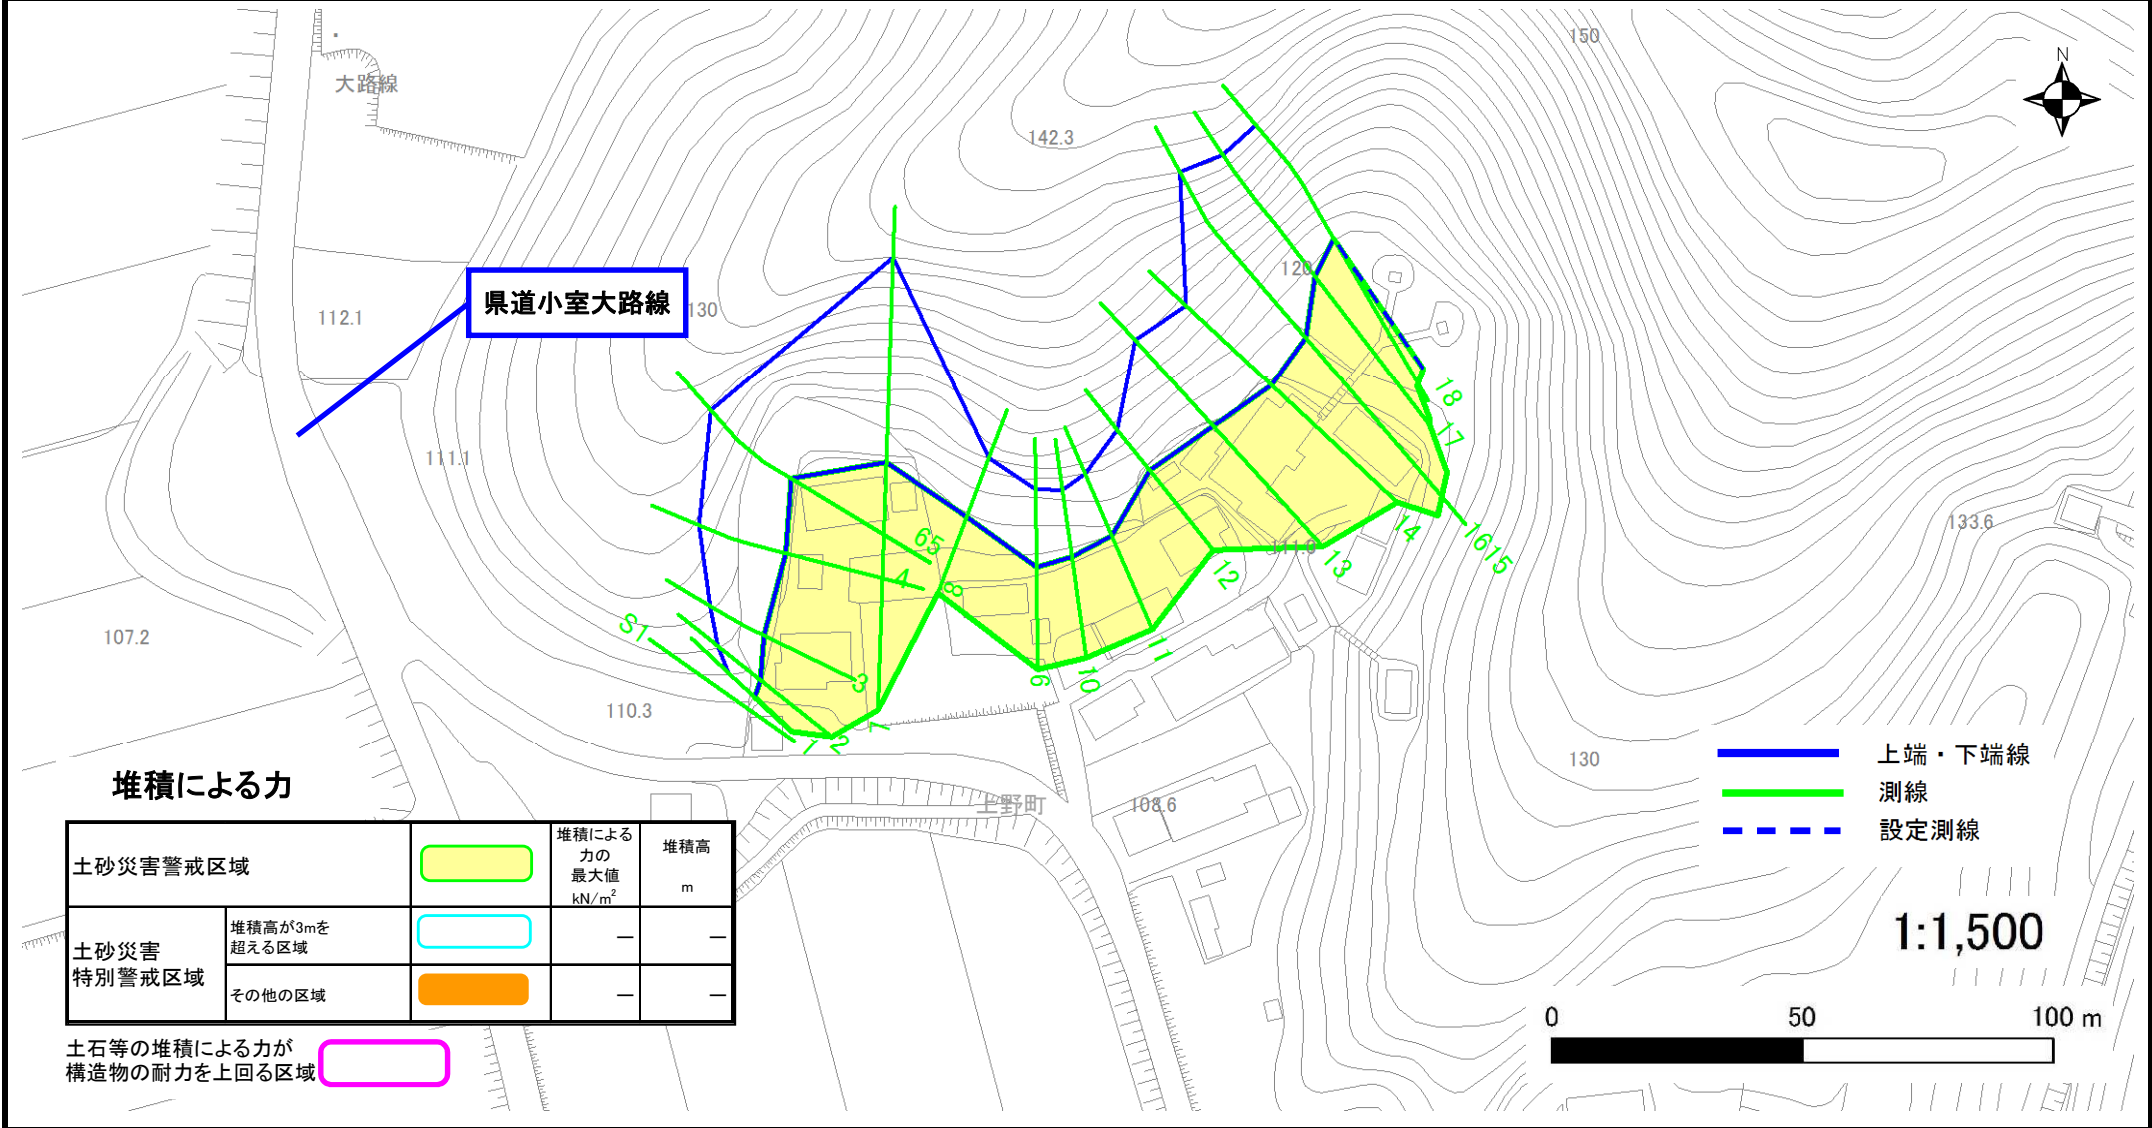 150
N
大路線
142.3
120
県道小室大路線
130
112.1
111.1
18
17
65
4
8
14
1615
133.6
111.0
13
12
S1
107.2
3
9
10
11
110.3
7
1
2
上野町
108.6
130
上端・下端線
測線
設定測線
1:1,500
0 50 100 m
堆積による力
土砂災害警戒区域
堆積による
力の
最大値
kN/m²
堆積高
m
土砂災害
特別警戒区域
堆積高が3mを
超える区域
—
—
その他の区域
—
—
土石等の堆積による力が
構造物の耐力を上回る区域